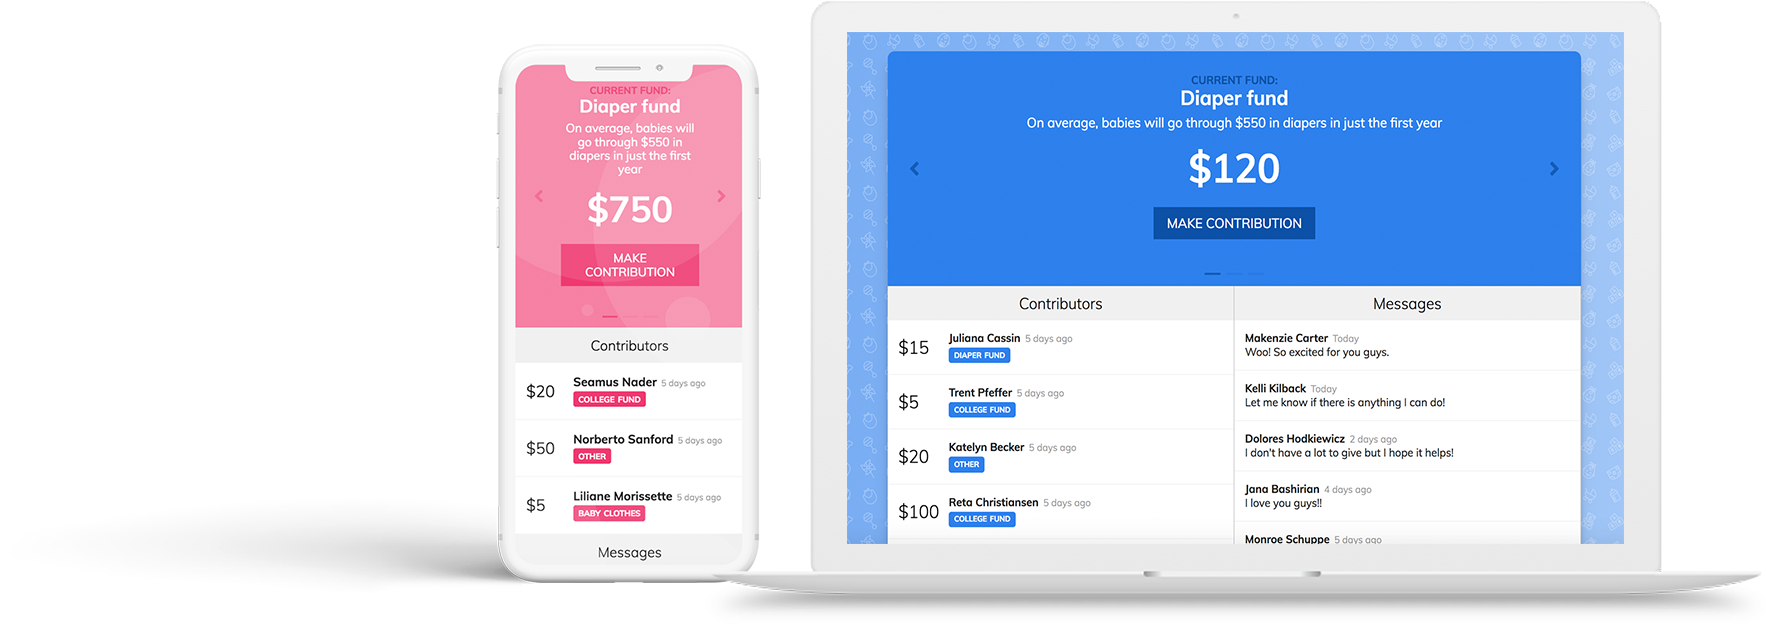 CURRENT FUND:
Diaper fund
On average, babies will
go through $550 in
diapers in just the first
year
$750
MAKE
CONTRIBUTION
Contributors
$20
Seamus Nader 5 days ago
COLLEGE FUND
$50
Norberto Sanford 5 days ago
OTHER
$5
Liliane Morissette 5 days ago
BABY CLOTHES
Messages
CURRENT FUND:
Diaper fund
On average, babies will go through $550 in diapers in just the first year
$120
MAKE CONTRIBUTION
Contributors
$15
Juliana Cassin 5 days ago
DIAPER FUND
$5
Trent Pfeffer 5 days ago
COLLEGE FUND
$20
Katelyn Becker 5 days ago
OTHER
$100
Reta Christiansen 5 days ago
COLLEGE FUND
Messages
Makenzie Carter Today
Woo! So excited for you guys.
Kelli Kilback Today
Let me know if there is anything I can do!
Dolores Hodkiewicz 2 days ago
I don't have a lot to give but I hope it helps!
Jana Bashirian 4 days ago
I love you guys!!
Monroe Schuppe 5 days ago